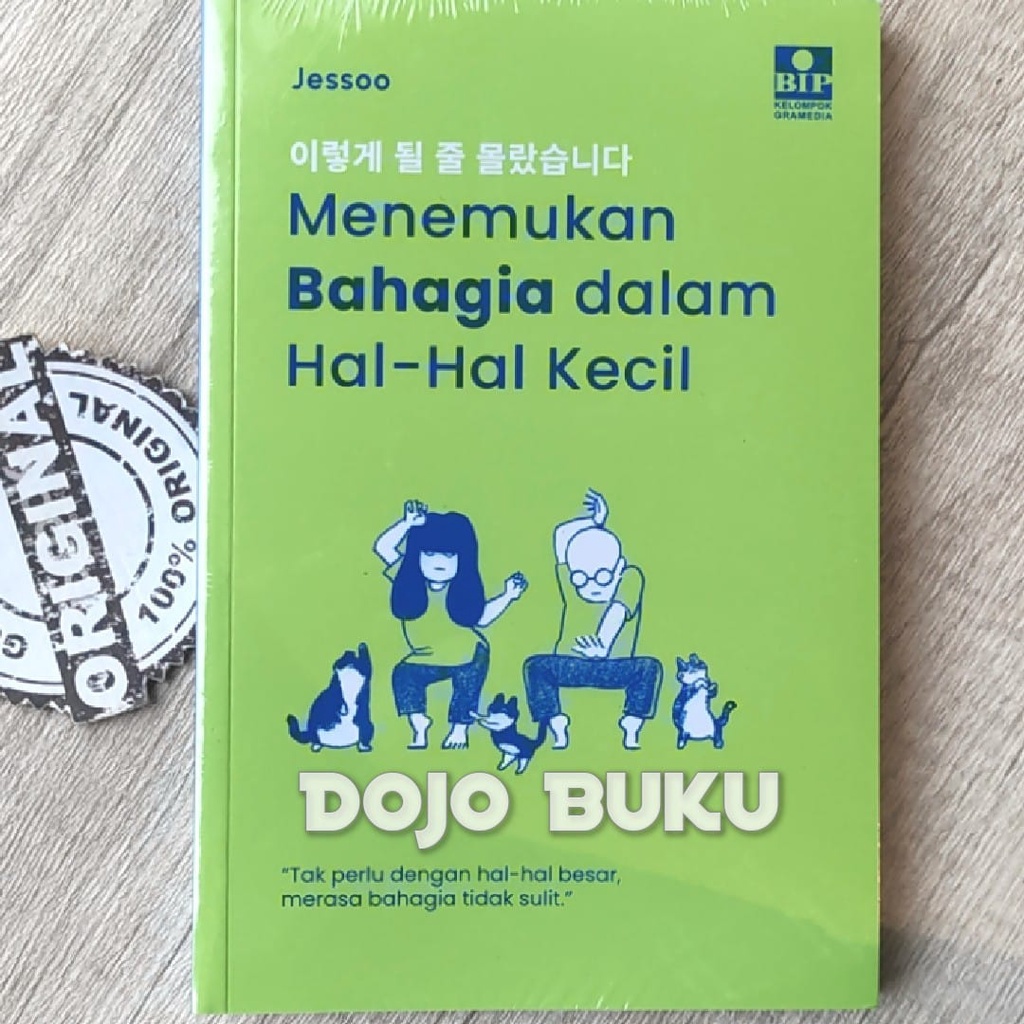 Jessoo
BIP
KELOMPOK
GRAMEDIA
이렇게 될 줄 몰랐습니다
Menemukan
Bahagia dalam
Hal-Hal Kecil
ORIGINAL
ORIGINAL
100% ORIGINAL
DOJO BUKU
“Tak perlu dengan hal-hal besar,
merasa bahagia tidak sulit.”